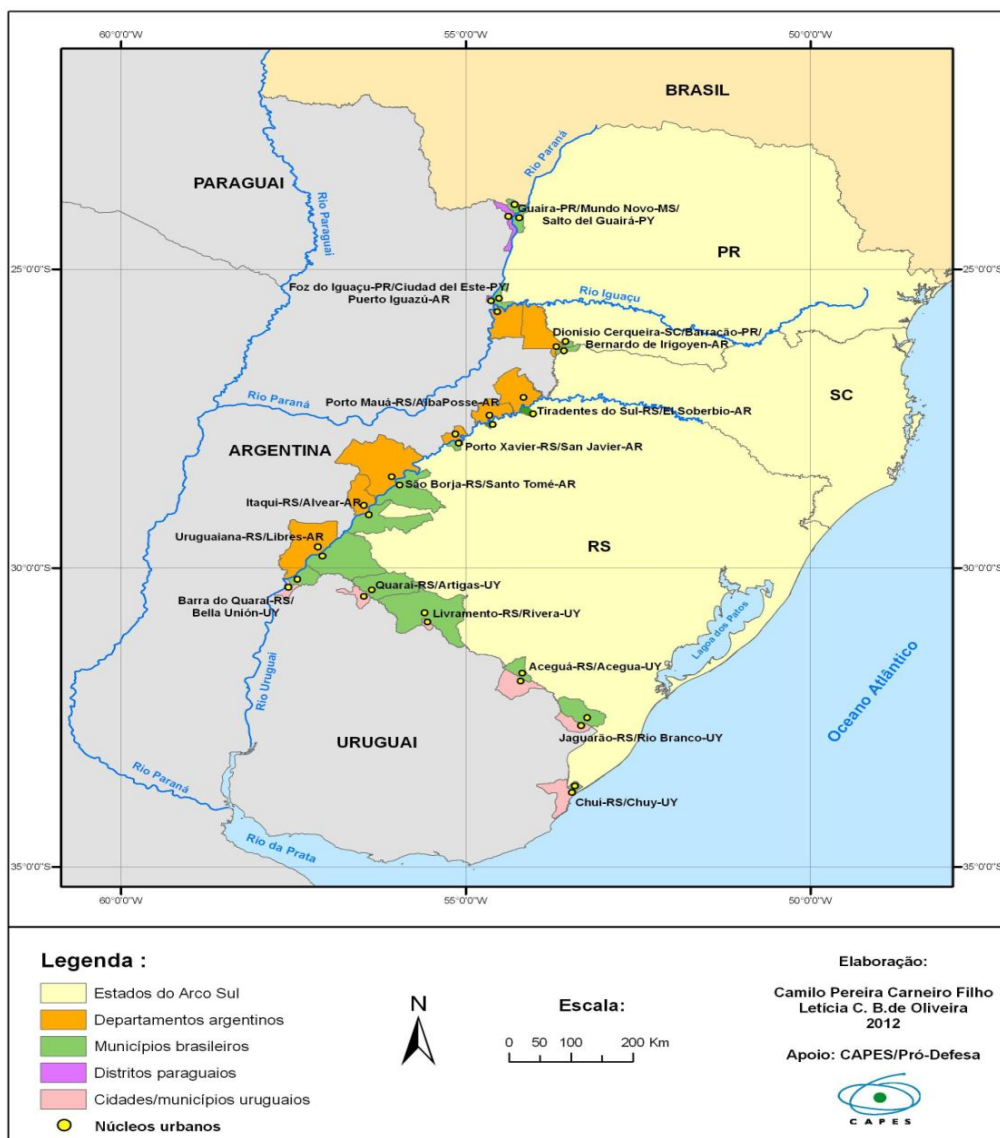 60°0'0"W
55°0'0"W
50°0'0"W
BRASIL
Rio Paraná
PARAGUAI
Rio Paraguai
Guaira-PR/Mundo Novo-MS/
Salto del Guairá-PY
PR
25°0'0"S
25°0'0"S
Foz do Iguaçu-PR/Ciudad del Este-PY/
Puerto Iguazú-AR
Rio Iguaçu
Dionisio Cerqueira-SC/Barracão-PR/
Bernardo de Irigoyen-AR
SC
Rio Paraná
Porto Mauá-RS/AlbaPosse-AR
Tiradentes do Sul-RS/El Soberbio-AR
ARGENTINA
Porto Xavier-RS/San Javier-AR
São Borja-RS/Santo Tomé-AR
Itaqui-RS/Alvear-AR
Uruguaiana-RS/Libres-AR
RS
30°0'0"S
30°0'0"S
Quaraí-RS/Artigas-UY
Barra do Quaraí-RS/
Bella Unión-UY
Livramento-RS/Rivera-UY
Lagoa dos Patos
Rio Uruguai
Aceguá-RS/Acegua-UY
Oceano Atlântico
URUGUAI
Jaguarão-RS/Rio Branco-UY
Rio Paraná
Chui-RS/Chuy-UY
Rio da Prata
35°0'0"S
35°0'0"S
60°0'0"W
55°0'0"W
50°0'0"W
Legenda :
Estados do Arco Sul
Departamentos argentinos
Municípios brasileiros
Distritos paraguaios
Cidades/municípios uruguaios
Núcleos urbanos
N
Escala:
0 50 100 200 Km
Elaboração:
Camilo Pereira Carneiro Filho
Letícia C. B.de Oliveira
2012
Apoio: CAPES/Pró-Defesa
CAPES